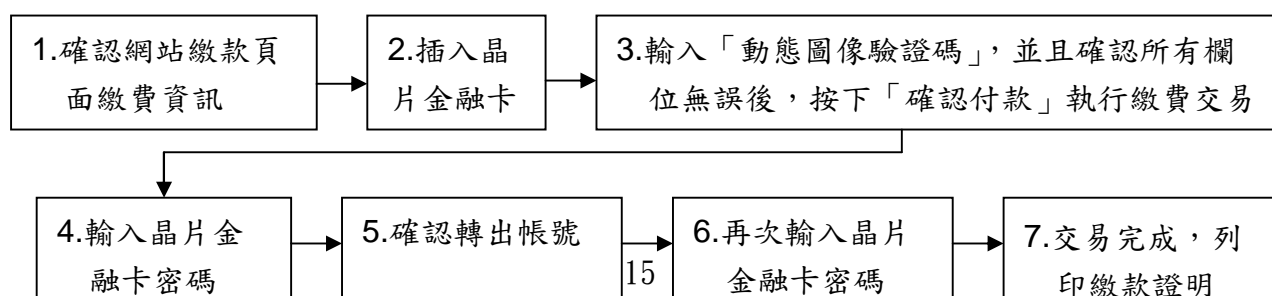 1.確認網站繳款頁
面繳費資訊
2.插入晶
片金融卡
3.輸入「動態圖像驗證碼」，並且確認所有欄
位無誤後，按下「確認付款」執行繳費交易
4.輸入晶片金
融卡密碼
5.確認轉出帳號
6.再次輸入晶片
金融卡密碼
7.交易完成，列
印繳款證明
15